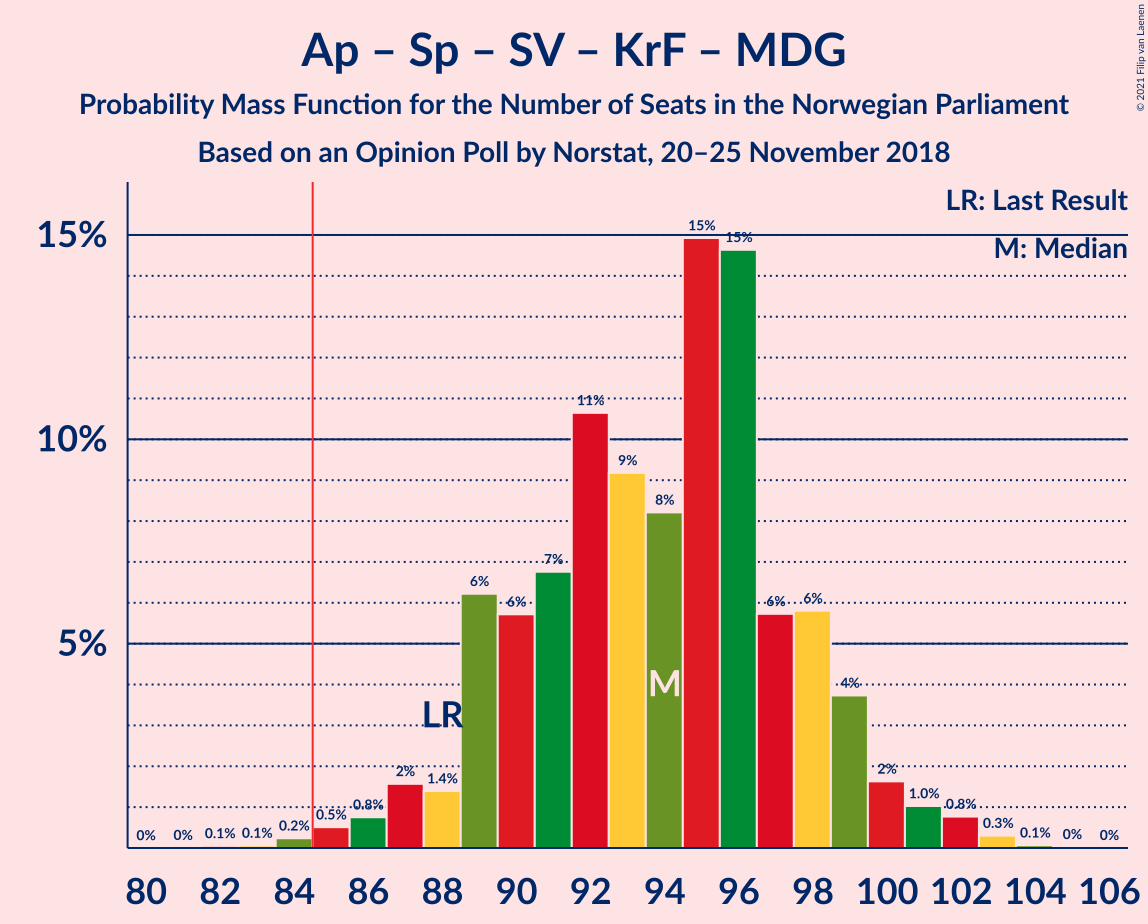 Ap – Sp – SV – KrF – MDG
Probability Mass Function for the Number of Seats in the Norwegian Parliament
Based on an Opinion Poll by Norstat, 20–25 November 2018
© 2021 Filip van Laenen
LR: Last Result
M: Median
15%
10%
5%
0% 0% 0.1% 0.1% 0.2% 0.5% 0.8% 2% 1.4% 6% 6% 7% 11% 9% 8% 15% 15% 6% 6% 4% 2% 1.0% 0.8% 0.3% 0.1% 0% 0%
LR
M
80 82 84 86 88 90 92 94 96 98 100 102 104 106